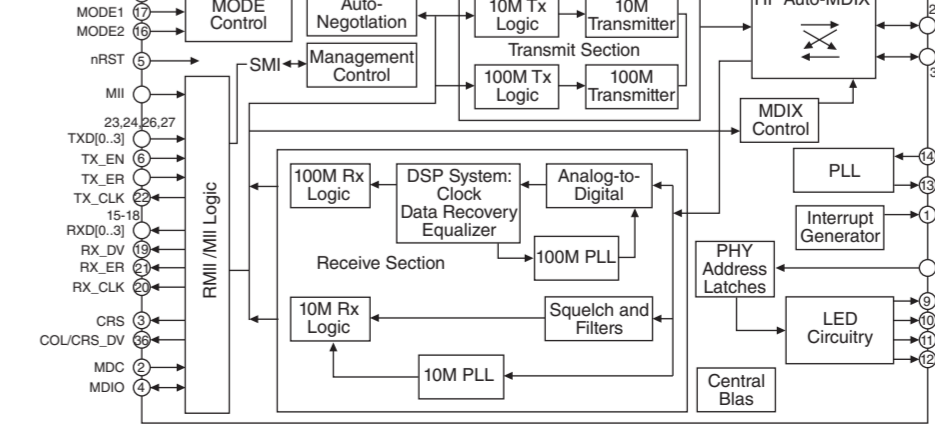 MODE1 17
MODE2 16
nRST 5
MII
23,24,26,27
TXD[0..3]
TX_EN 6
TX_ER
TX_CLK 22
15-18
RXD[0..3]
RX_DV 19
RX_ER 21
RX_CLK 20
CRS 3
COL/CRS_DV 36
MDC 2
MDIO 4
MODE
Control
Auto-
Negotlation
SMI
Management
Control
RMII /MII Logic
10M Tx
Logic
10M
Transmitter
Transmit Section
100M Tx
Logic
100M
Transmitter
HP Auto-MDIX
MDIX
Control
PLL
14
13
Interrupt
Generator
1
PHY
Address
Latches
LED
Circuitry
9
10
11
12
Central
Blas
100M Rx
Logic
DSP System:
Clock
Data Recovery
Equalizer
Analog-to-
Digital
100M PLL
Receive Section
10M Rx
Logic
Squelch and
Filters
10M PLL